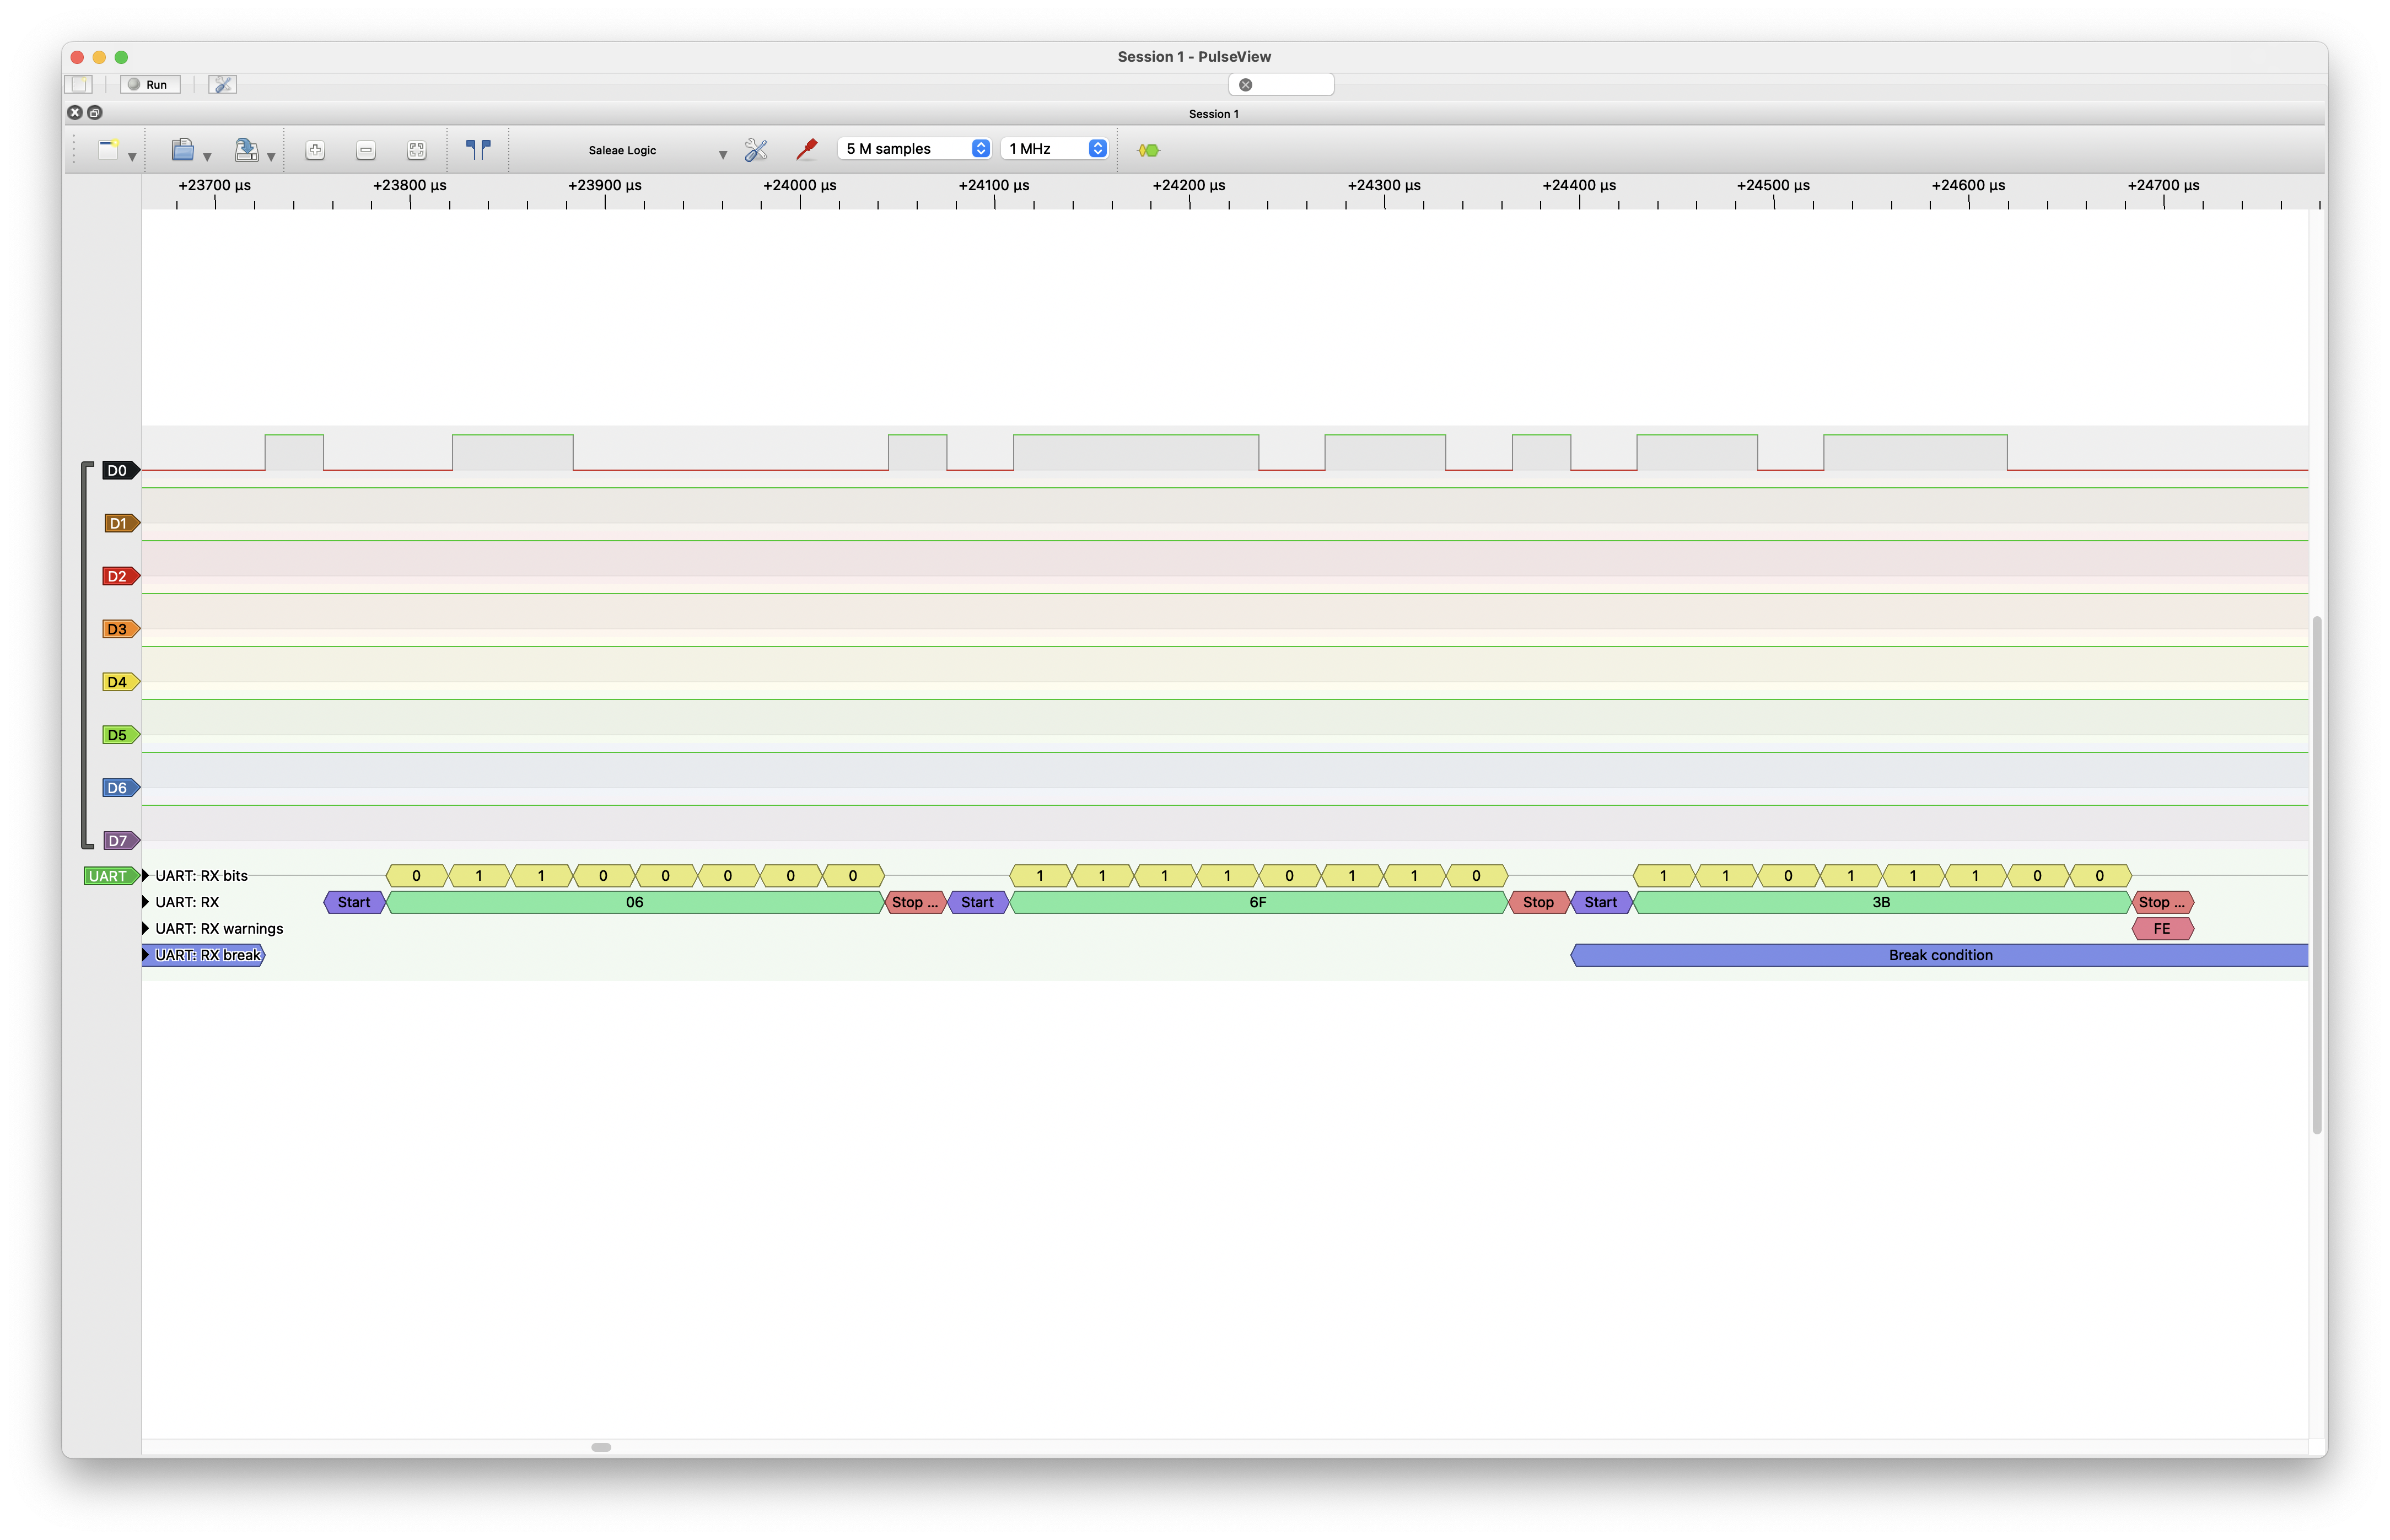 Session 1 - PulseView
Run
Session 1
Saleae Logic 5 M samples 1 MHz
+23700 µs +23800 µs +23900 µs +24000 µs +24100 µs +24200 µs +24300 µs +24400 µs +24500 µs +24600 µs +24700 µs
D0
D1
D2
D3
D4
D5
D6
D7
UART UART: RX bits 0 1 1 0 0 0 0 0 1 1 1 1 0 1 1 0 1 1 0 1 1 1 0 0
UART: RX Start 06 Stop ... Start 6F Stop Start 3B Stop ...
UART: RX warnings FE
UART: RX break Break condition